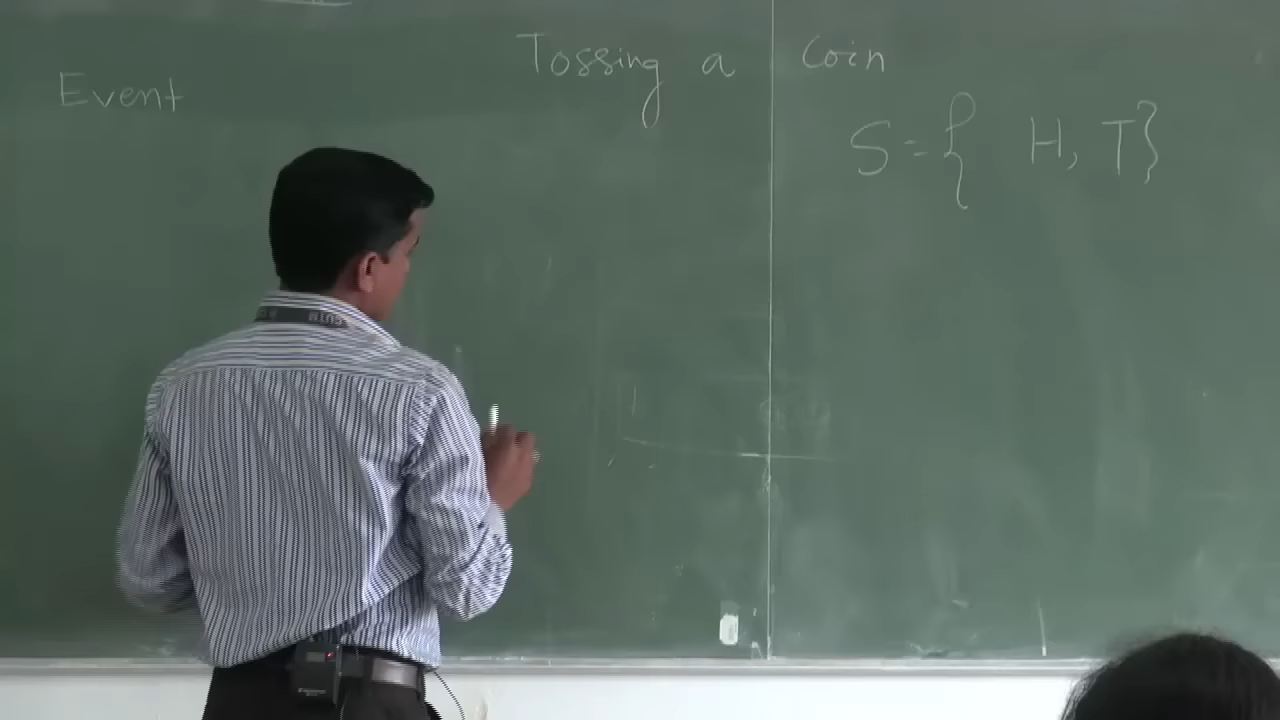 Tossing a Coin
Event
S = { H, T}